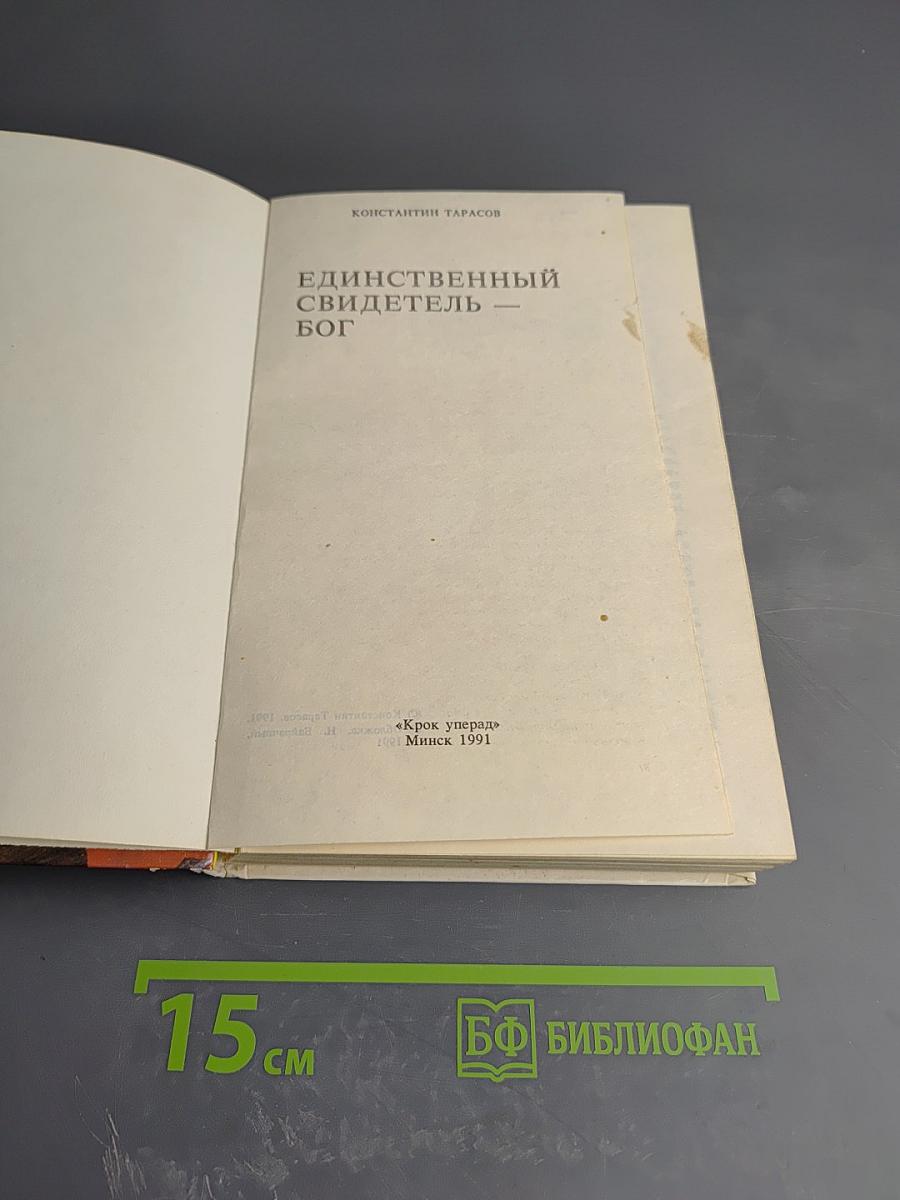 КОНСТАНТИН ТАРАСОВ
ЕДИНСТВЕННЫЙ
СВИДЕТЕЛЬ —
БОГ
«Крок уперад»
Минск 1991
15 см
БФ БИБЛИОФАН